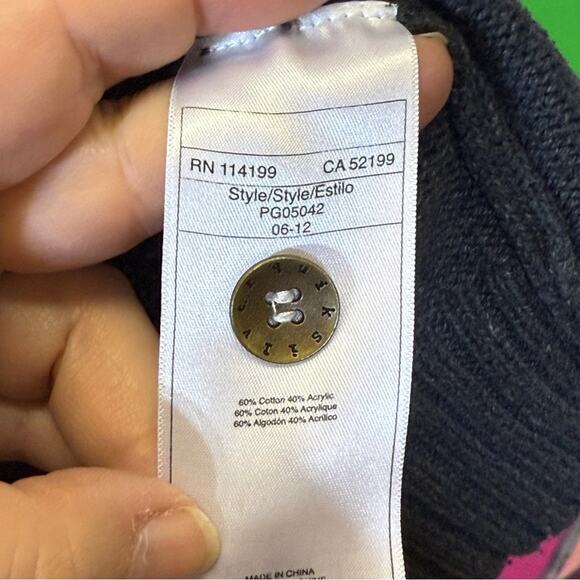 RN 114199 CA 52199
Style/Style/Estilo
PG05042
06-12
quiksilver
60% Cotton 40% Acrylic
60% Coton 40% Acrylique
60% Algodón 40% Acrílico
MADE IN CHINA